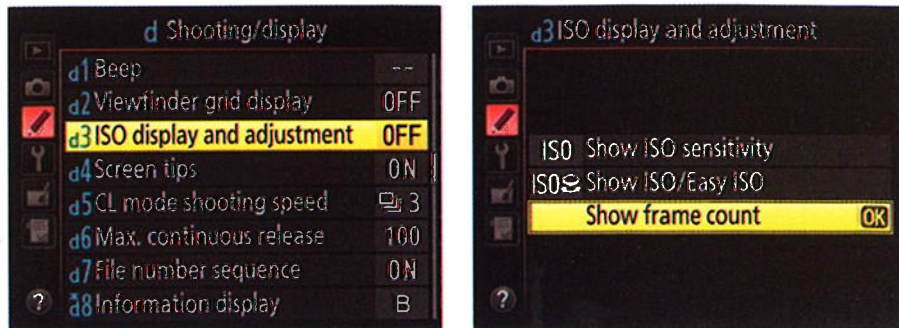 d Shooting/display
d1 Beep --
d2 Viewfinder grid display OFF
d3 ISO display and adjustment OFF
d4 Screen tips ON
d5 CL mode shooting speed 3
d6 Max. continuous release 100
d7 File number sequence ON
d8 Information display B
?
d3 ISO display and adjustment
ISO Show ISO sensitivity
ISO Show ISO/Easy ISO
Show frame count OK
?